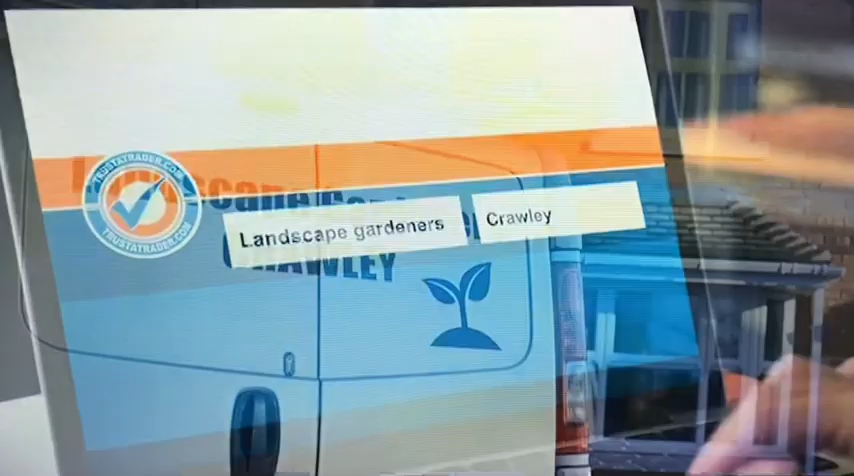 TRUSTATRADER.COM
TRUSTATRADER.COM
Landscape gardeners
Crawley
CRAWLEY